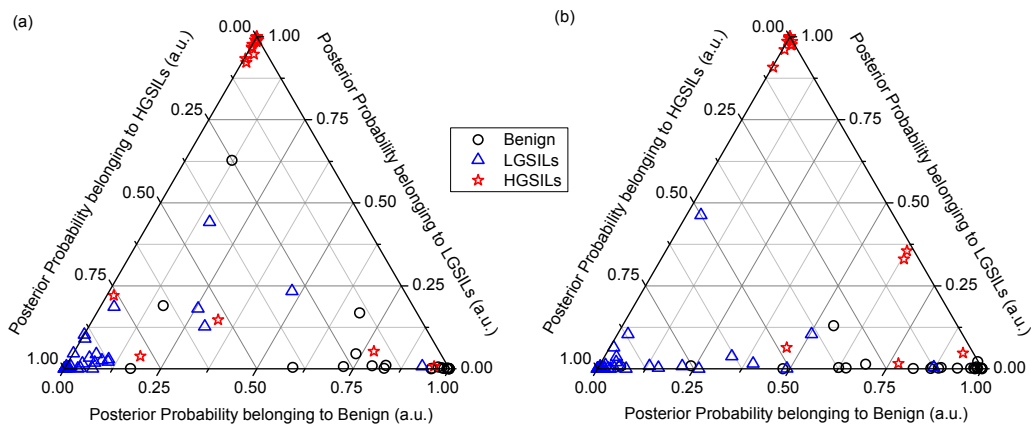 (a)
0.00
1.00
0.25
0.75
0.50
0.50
0.75
0.25
1.00
0.00
0.00
0.25
0.50
0.75
1.00
Posterior Probability belonging to HGSILs (a.u.)
Posterior Probability belonging to LGSILs (a.u.)
Posterior Probability belonging to Benign (a.u.)
Benign
LGSILs
HGSILs
(b)
0.00
1.00
0.25
0.75
0.50
0.50
0.75
0.25
1.00
0.00
0.00
0.25
0.50
0.75
1.00
Posterior Probability belonging to HGSILs (a.u.)
Posterior Probability belonging to LGSILs (a.u.)
Posterior Probability belonging to Benign (a.u.)